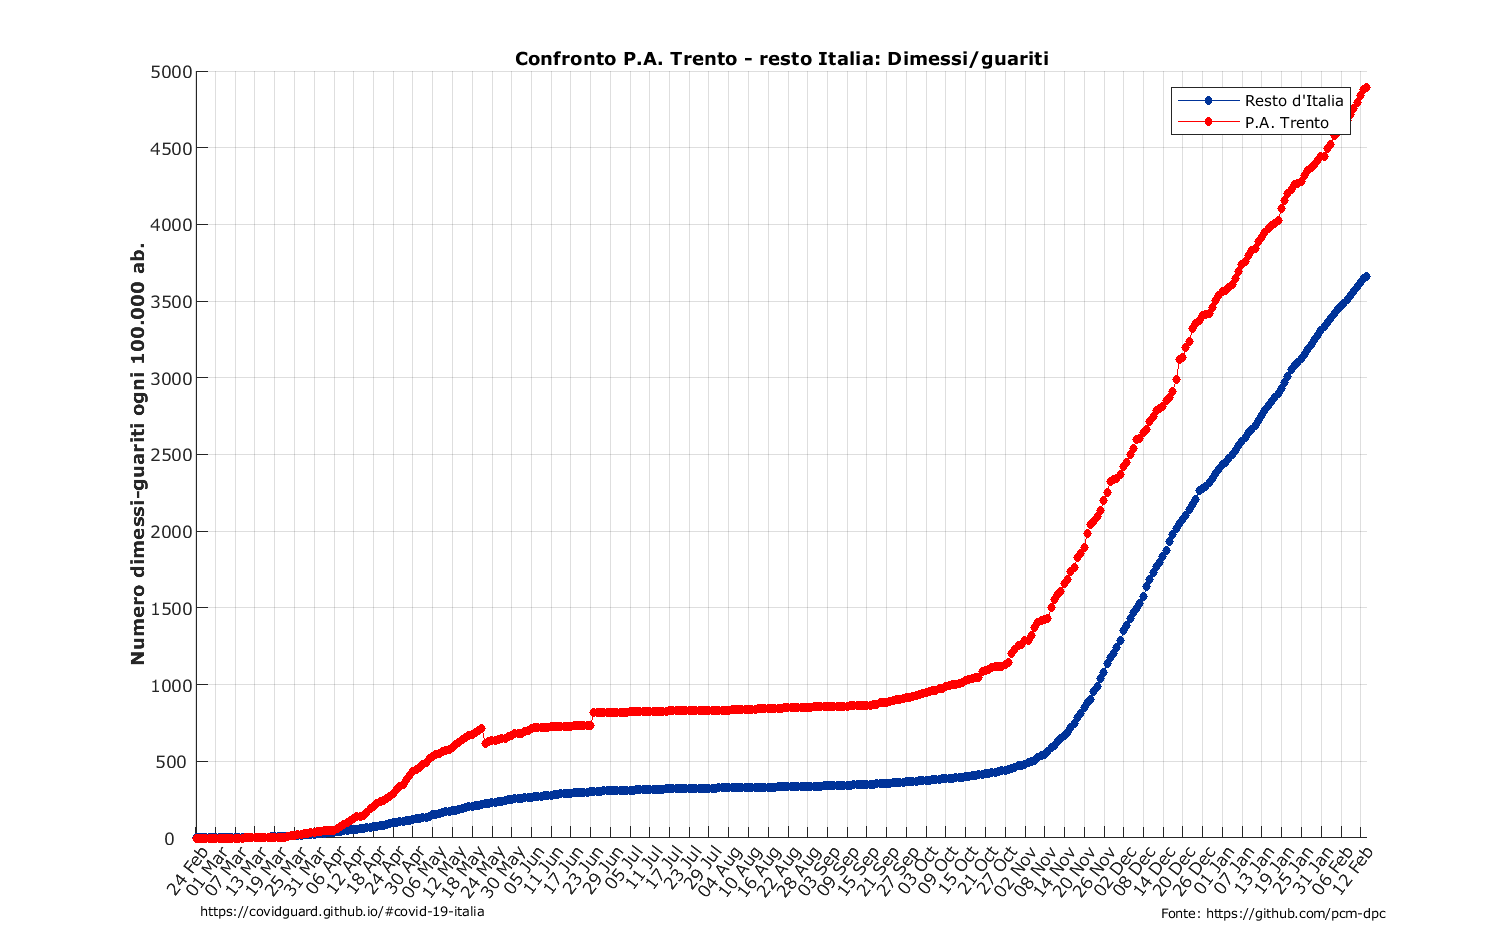 Confronto P.A. Trento - resto Italia: Dimessi/guariti
Numero dimessi-guariti ogni 100.000 ab.
5000
4500
4000
3500
3000
2500
2000
1500
1000
500
0
Resto d'Italia
P.A. Trento
24 Feb
01 Mar
07 Mar
13 Mar
19 Mar
25 Mar
31 Mar
06 Apr
12 Apr
18 Apr
24 Apr
30 Apr
06 May
12 May
18 May
24 May
30 May
05 Jun
11 Jun
17 Jun
23 Jun
29 Jun
05 Jul
11 Jul
17 Jul
23 Jul
29 Jul
04 Aug
10 Aug
16 Aug
22 Aug
28 Aug
03 Sep
09 Sep
15 Sep
21 Sep
27 Sep
03 Oct
09 Oct
15 Oct
21 Oct
27 Oct
02 Nov
08 Nov
14 Nov
20 Nov
26 Nov
02 Dec
08 Dec
14 Dec
20 Dec
26 Dec
01 Jan
07 Jan
13 Jan
19 Jan
25 Jan
31 Jan
06 Feb
12 Feb
https://covidguard.github.io/#covid-19-italia
Fonte: https://github.com/pcm-dpc